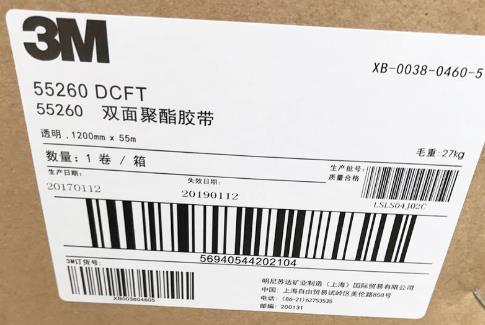 3M
XB-0038-0460-5
55260 DCFT
55260 双面聚酯胶带
透明 , 1200mm x 55m
毛重: 27kg
数量: 1 卷 / 箱
生产批号:
质量合格
LSLS04J02C
生产日期: 失效日期:
20170112 20190112
56940544202104
3M订货号:
XB003804605
明尼苏达矿业制造（上海）国际贸易有限公司
中国 : 上海自由贸易试验区美伦路858号
电话: (86-21)62753535
邮编: 200131